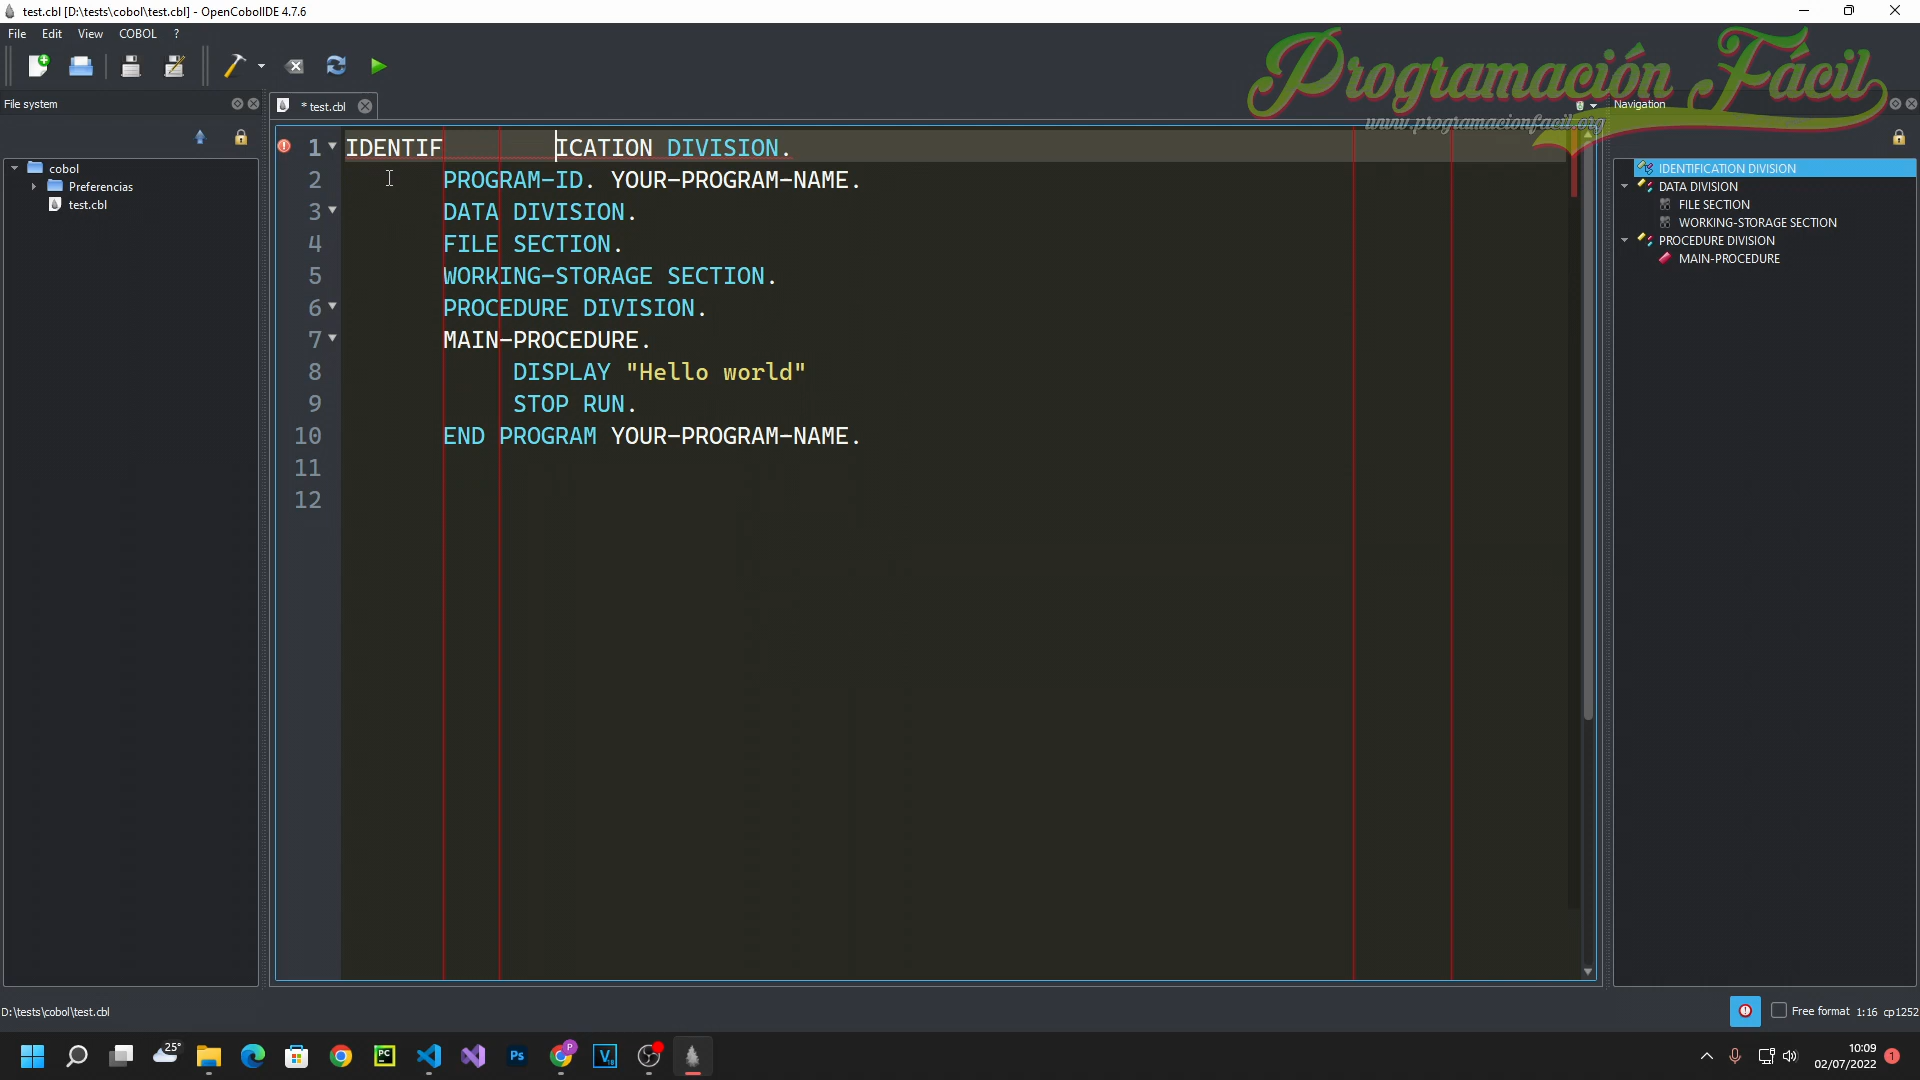 test.cbl [D:\tests\cobol\test.cbl] - OpenCobolIDE 4.7.6
File Edit View COBOL ?
Programación Fácil
www.programacionfacil.org
File system
* test.cbl
Navigation
cobol
Preferencias
test.cbl
1 IDENTIF        ICATION DIVISION.
2 PROGRAM-ID. YOUR-PROGRAM-NAME.
3 DATA DIVISION.
4 FILE SECTION.
5 WORKING-STORAGE SECTION.
6 PROCEDURE DIVISION.
7 MAIN-PROCEDURE.
8 DISPLAY "Hello world"
9 STOP RUN.
10 END PROGRAM YOUR-PROGRAM-NAME.
11
12
IDENTIFICATION DIVISION
DATA DIVISION
FILE SECTION
WORKING-STORAGE SECTION
PROCEDURE DIVISION
MAIN-PROCEDURE
D:\tests\cobol\test.cbl
Free format 1:16 cp1252
25°
PC
Ps
P
V
10:09
02/07/2022
1